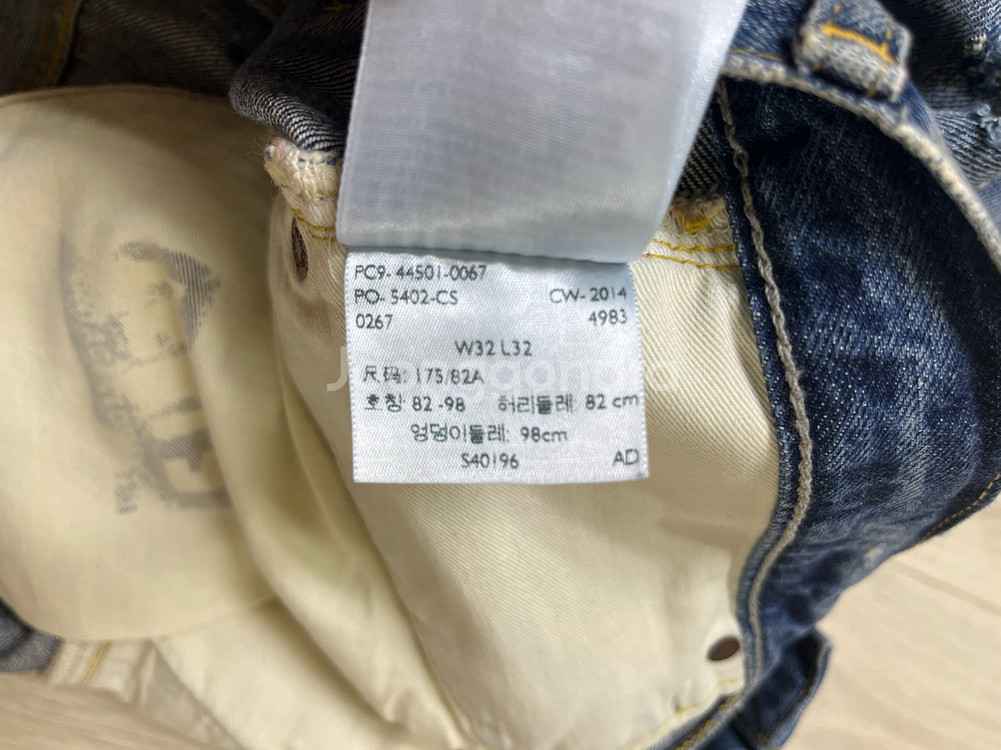 PC9- 44501-0067
PO- 5402-CS CW- 2014
0267 4983
W32 L32
尺码: 175/82A
호칭: 82 -98 허리둘레: 82 cm
엉덩이둘레: 98cm
S40196 AD